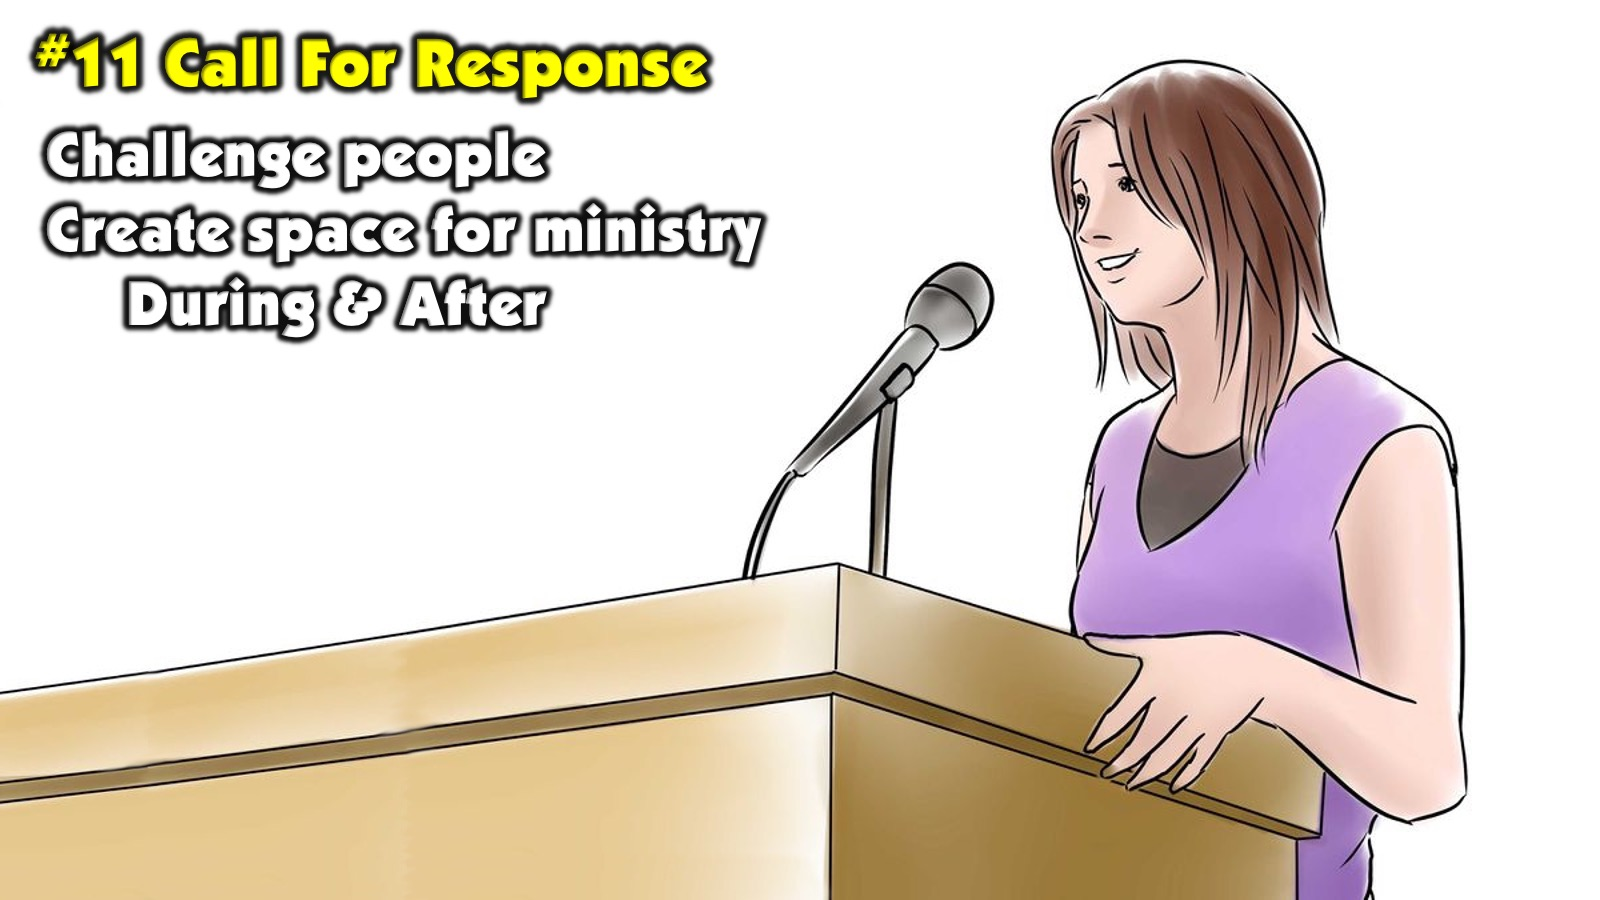 #11 Call For Response
Challenge people
Create space for ministry
During & After